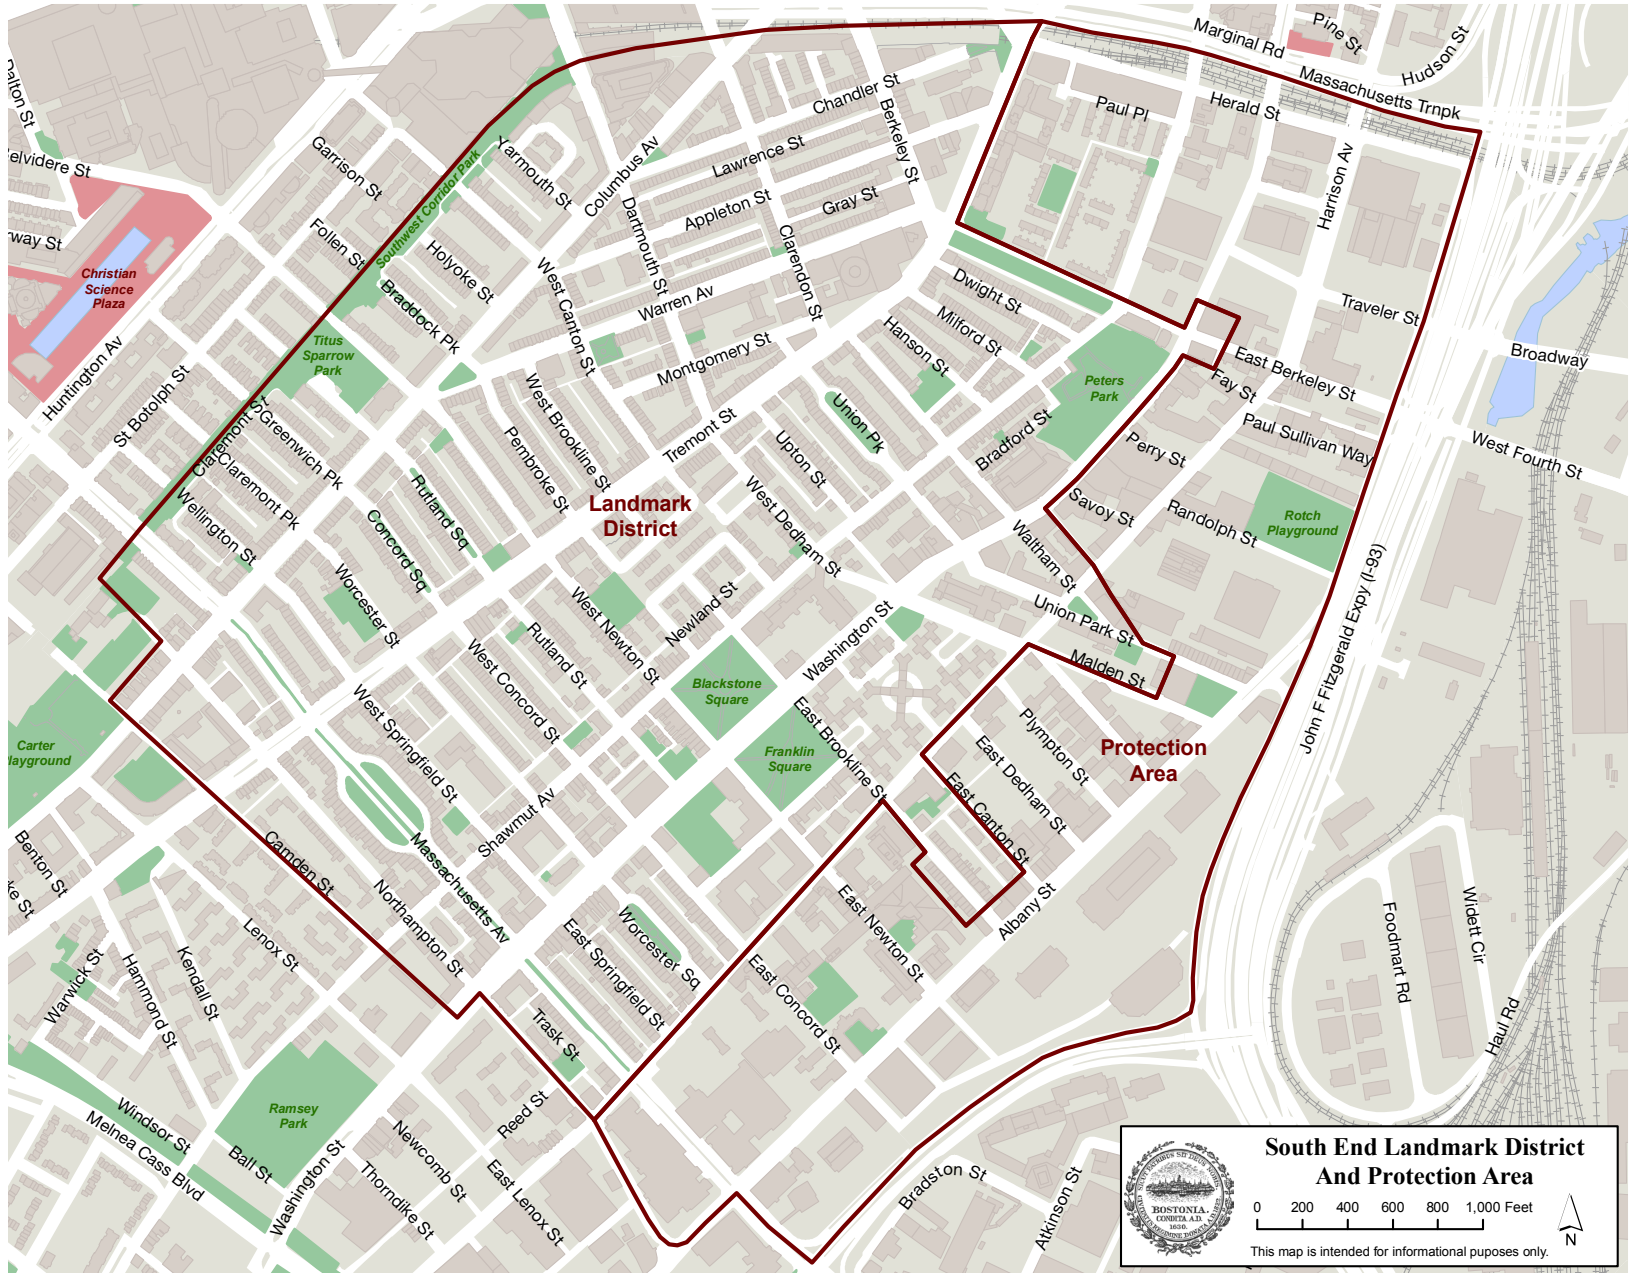 Marginal Rd
Pine St
Hudson St
Massachusetts Trnpk
Herald St
Paul Pl
Harrison Av
Chandler St
Berkeley St
Columbus Av
Lawrence St
Appleton St
Gray St
Dartmouth St
Clarendon St
Yarmouth St
Garrison St
Southwest Corridor Park
Follen St
Holyoke St
Braddock Pk
West Canton St
Warren Av
Dalton St
elvidere St
rway St
Christian
Science
Plaza
Huntington Av
St Botolph St
Titus
Sparrow
Park
Montgomery St
Dwight St
Milford St
Hanson St
Traveler St
Broadway
East Berkeley St
Fay St
Peters
Park
Paul Sullivan Way
West Fourth St
Claremont St
Greenwich Pk
Claremont Pk
Wellington St
Rutland Sq
Concord Sq
Pembroke St
West Brookline St
Tremont St
Upton St
Union Pk
Bradford St
Perry St
Savoy St
Randolph St
Rotch
Playground
Landmark
District
West Dedham St
Waltham St
Union Park St
Malden St
Worcester St
West Newton St
Newland St
Rutland St
West Concord St
Washington St
Blackstone
Square
Franklin
Square
East Brookline St
Plympton St
East Dedham St
East Canton St
Protection
Area
John F Fitzgerald Expy (I-93)
Carter
layground
West Springfield St
Shawmut Av
Massachusetts Av
Camden St
Northampton St
Benton St
ke St
Lenox St
Kendall St
Hammond St
Warwick St
Worcester Sq
East Springfield St
East Newton St
East Concord St
Albany St
Foodmart Rd
Widett Cir
Haul Rd
Trask St
Reed St
Ramsey
Park
Windsor St
Melnea Cass Blvd
Ball St
Washington St
Newcomb St
Thorndike St
East Lenox St
Bradston St
Atkinson St
South End Landmark District
And Protection Area
0 200 400 600 800 1,000 Feet
N
This map is intended for informational puposes only.
BOSTONIA.
CONDITA A.D.
1630.